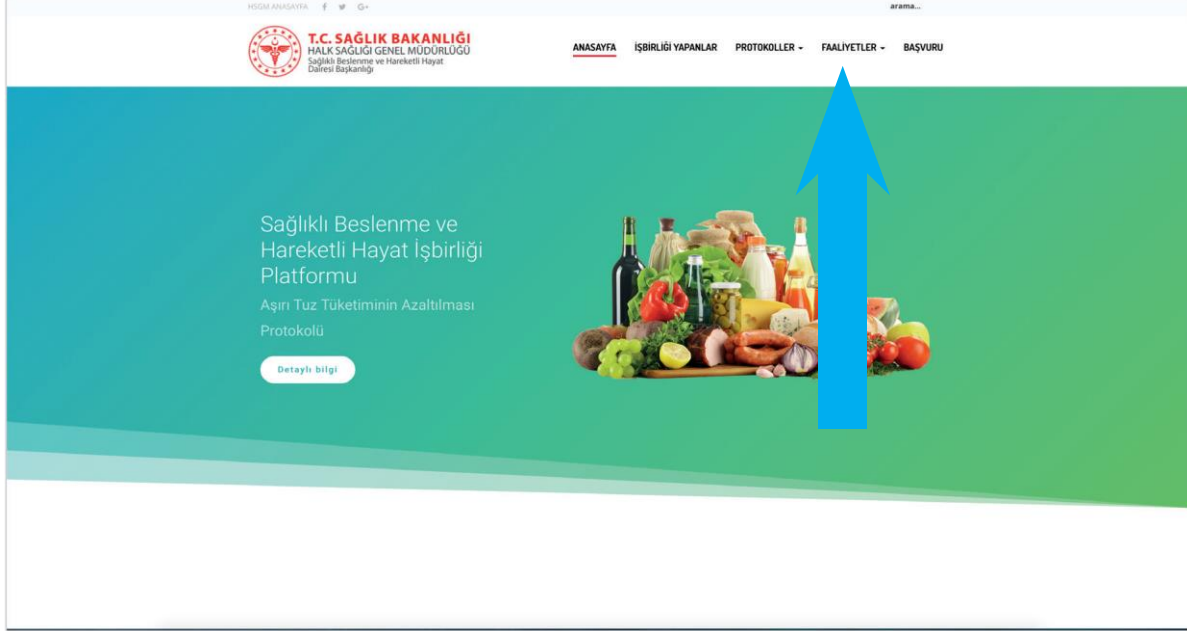 HSGM ANASAYFA
G+
arama...
T.C. SAĞLIK BAKANLIĞI
HALK SAĞLIĞI GENEL MÜDÜRLÜĞÜ
Sağlıklı Beslenme ve Hareketli Hayat
Dairesi Başkanlığı
ANASAYFA İŞBİRLİĞİ YAPANLAR PROTOKOLLER FAALİYETLER BAŞVURU
Sağlıklı Beslenme ve
Hareketli Hayat İşbirliği
Platformu
Aşırı Tuz Tüketiminin Azaltılması
Protokolü
Detaylı bilgi